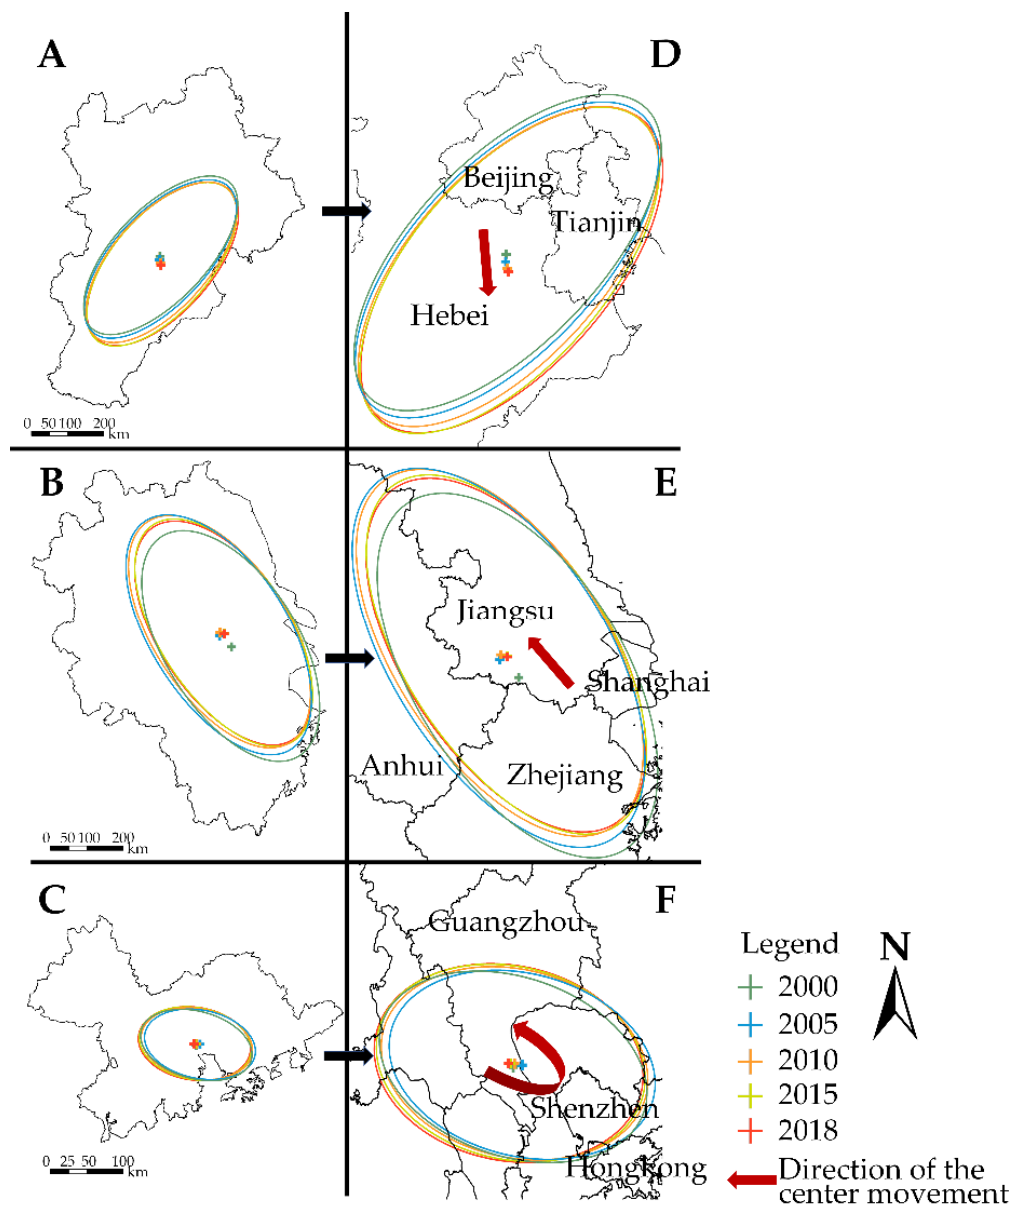 A
D
Beijing
Tianjin
Hebei
0 50 100 200
km
B
E
Jiangsu
Shanghai
Anhui
Zhejiang
0 50 100 200
km
C
F
Guangzhou
Shenzhen
Hongkong
0 25 50 100
km
Legend
N
2000
2005
2010
2015
2018
Direction of the
center movement